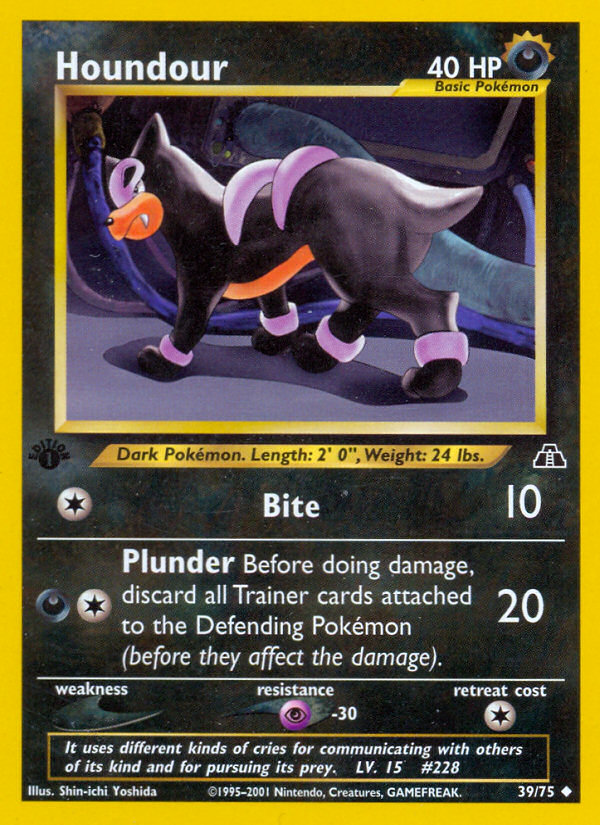 Houndour
40 HP
Basic Pokémon
EDITION
1
Dark Pokémon. Length: 2' 0", Weight: 24 lbs.
Bite 10
Plunder Before doing damage,
discard all Trainer cards attached
to the Defending Pokémon
(before they affect the damage).
20
weakness resistance retreat cost
-30
It uses different kinds of cries for communicating with others
of its kind and for pursuing its prey. LV. 15 #228
Illus. Shin-ichi Yoshida ©1995-2001 Nintendo, Creatures, GAMEFREAK. 39/75